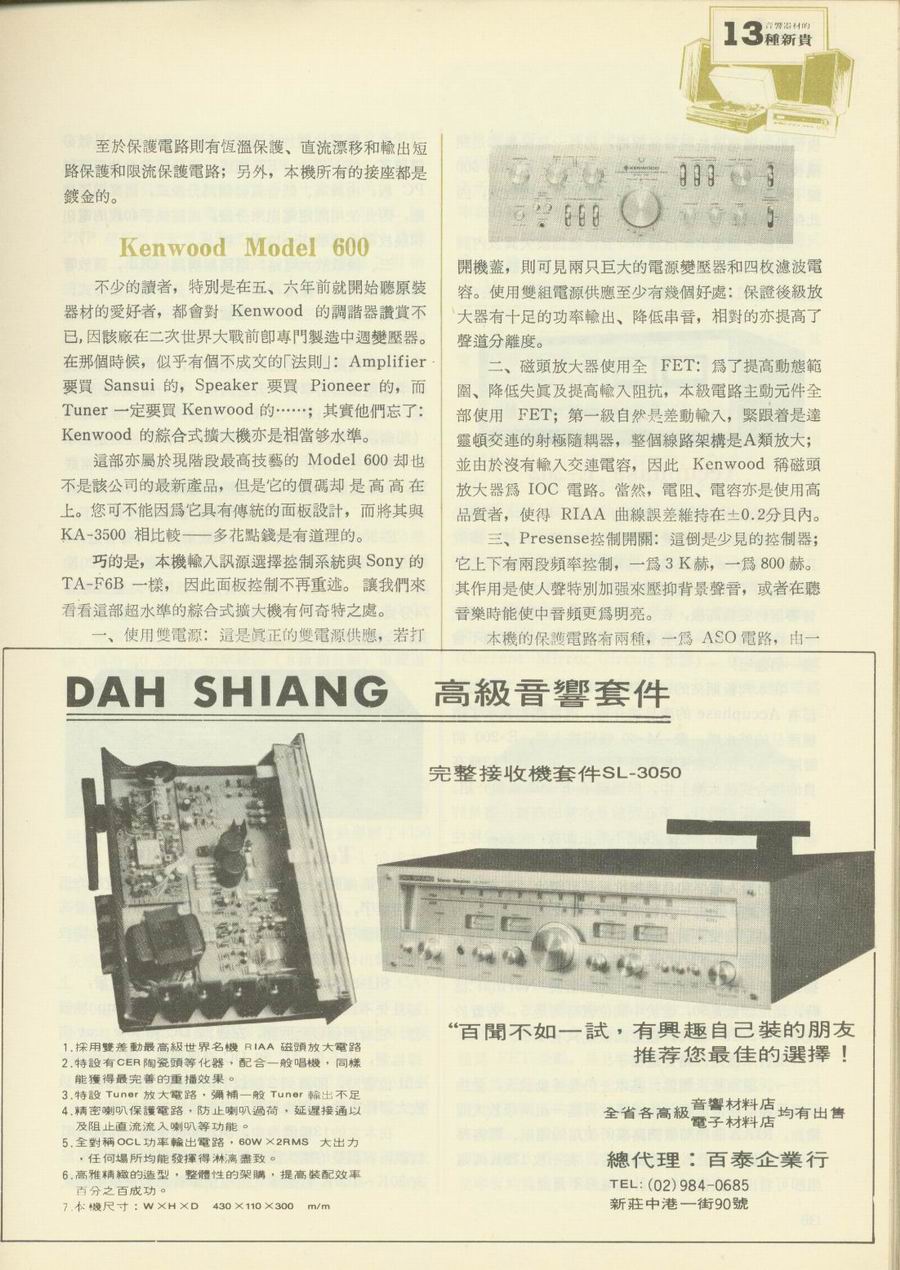 13 音響器材的
種新貴
至於保護電路則有恆溫保護、直流漂移和輸出短
路保護和限流保護電路；另外，本機所有的接座都是
鍍金的。
Kenwood Model 600
不少的讀者，特別是在五、六年前就開始聽原裝
器材的愛好者，都會對 Kenwood 的調諧器讚賞不
已，因該廠在二次世界大戰前卽專門製造中週變壓器。
在那個時候，似乎有個不成文的「法則」：Amplifier
要買 Sansui 的，Speaker 要買 Pioneer 的，而
Tuner 一定要買 Kenwood 的⋯⋯；其實他們忘了：
Kenwood 的綜合式擴大機亦是相當够水準。
這部亦屬於現階段最高技藝的 Model 600 却也
不是該公司的最新產品，但是它的價碼却是高高在
上。您可不能因爲它具有傳統的面板設計，而將其與
KA-3500 相比較——多花點錢是有道理的。
巧的是，本機輸入訊源選擇控制系統與 Sony 的
TA-F6B 一樣，因此面板控制不再重述。讓我們來
看看這部超水準的綜合式擴大機有何奇特之處。
一、使用雙電源：這是眞正的雙電源供應，若打
開機蓋，則可見兩只巨大的電源變壓器和四枚濾波電
容。使用雙組電源供應至少有幾個好處：保證後級放
大器有十足的功率輸出、降低串音，相對的亦提高了
聲道分離度。
二、磁頭放大器使用全 FET：爲了提高動態範
圍、降低失眞及提高輸入阻抗，本級電路主動元件全
部使用 FET；第一級自然是差動輸入，緊跟着是達
靈頓交連的射極隨耦器，整個線路架構是A類放大；
並由於沒有輸入交連電容，因此 Kenwood 稱磁頭
放大器爲 IOC 電路。當然，電阻、電容亦是使用高
品質者，使得 RIAA 曲線誤差維持在±0.2分貝內。
三、Presense控制開關：這倒是少見的控制器；
它上下有兩段頻率控制，一爲 3 K 赫，一爲 800 赫。
其作用是使人聲特別加强來壓抑背景聲音，或者在聽
音樂時能使中音頻更爲明亮。
本機的保護電路有兩種，一爲 ASO 電路，由一
DAH SHIANG 高級音響套件
完整接收機套件SL-3050
“百聞不如一試，有興趣自己裝的朋友
推荐您最佳的選擇！
1.採用雙差動最高級世界名機 RIAA 磁頭放大電路
2.特設有CER陶瓷頭等化器，配合一般唱機，同樣
能獲得最完善的重播效果。
3.特設 Tuner 放大電路，彌補一般 Tuner 輸出不足
4.精密喇叭保護電路，防止喇叭過荷，延遲接通以
及阻止直流流入喇叭等功能。
5.全對稱OCL功率輸出電路，60W×2RMS 大出力
，任何場所均能發揮得淋漓盡致。
6.高雅精緻的造型，整體性的架購，提高裝配效率
百分之百成功。
7.本機尺寸：W×H×D 430×110×300 m/m
全省各高級 音響材料店 均有出售
電子材料店
總代理：百泰企業行
TEL：(02) 984-0685
新莊中港一街90號